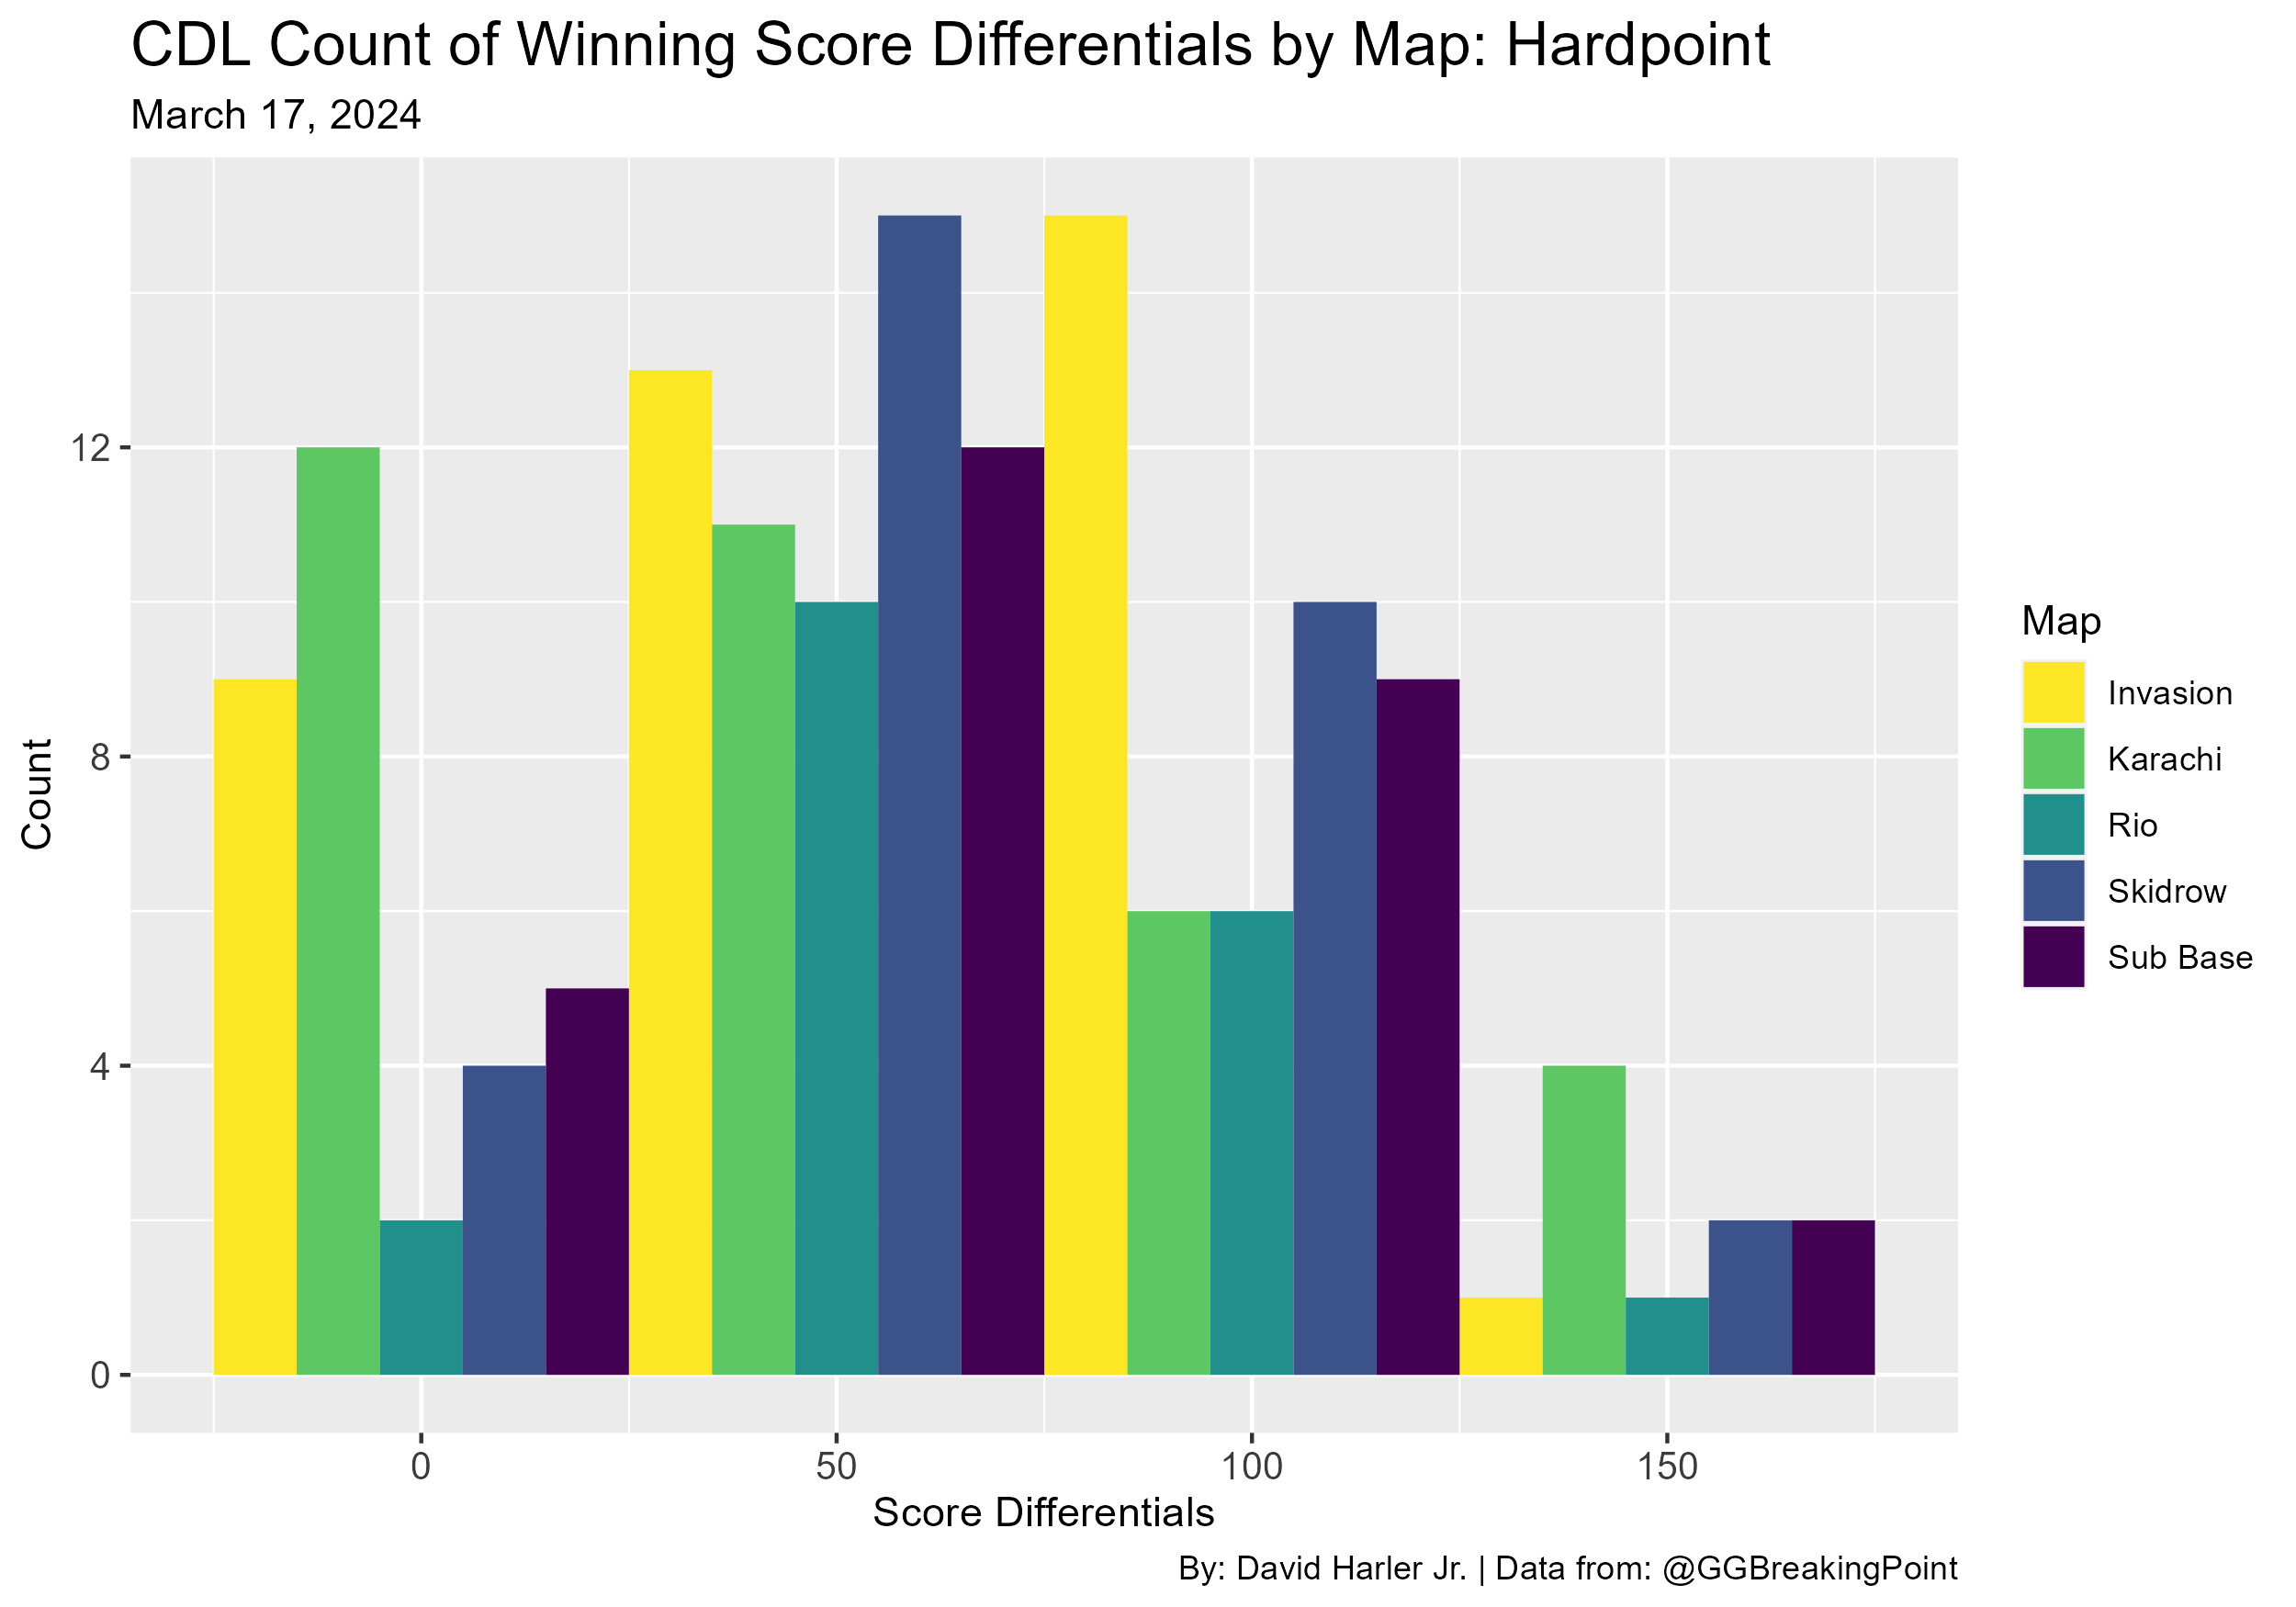 CDL Count of Winning Score Differentials by Map: Hardpoint
March 17, 2024
Count
12
8
4
0
0 50 100 150
Score Differentials
Map
Invasion
Karachi
Rio
Skidrow
Sub Base
By: David Harler Jr. | Data from: @GGBreakingPoint